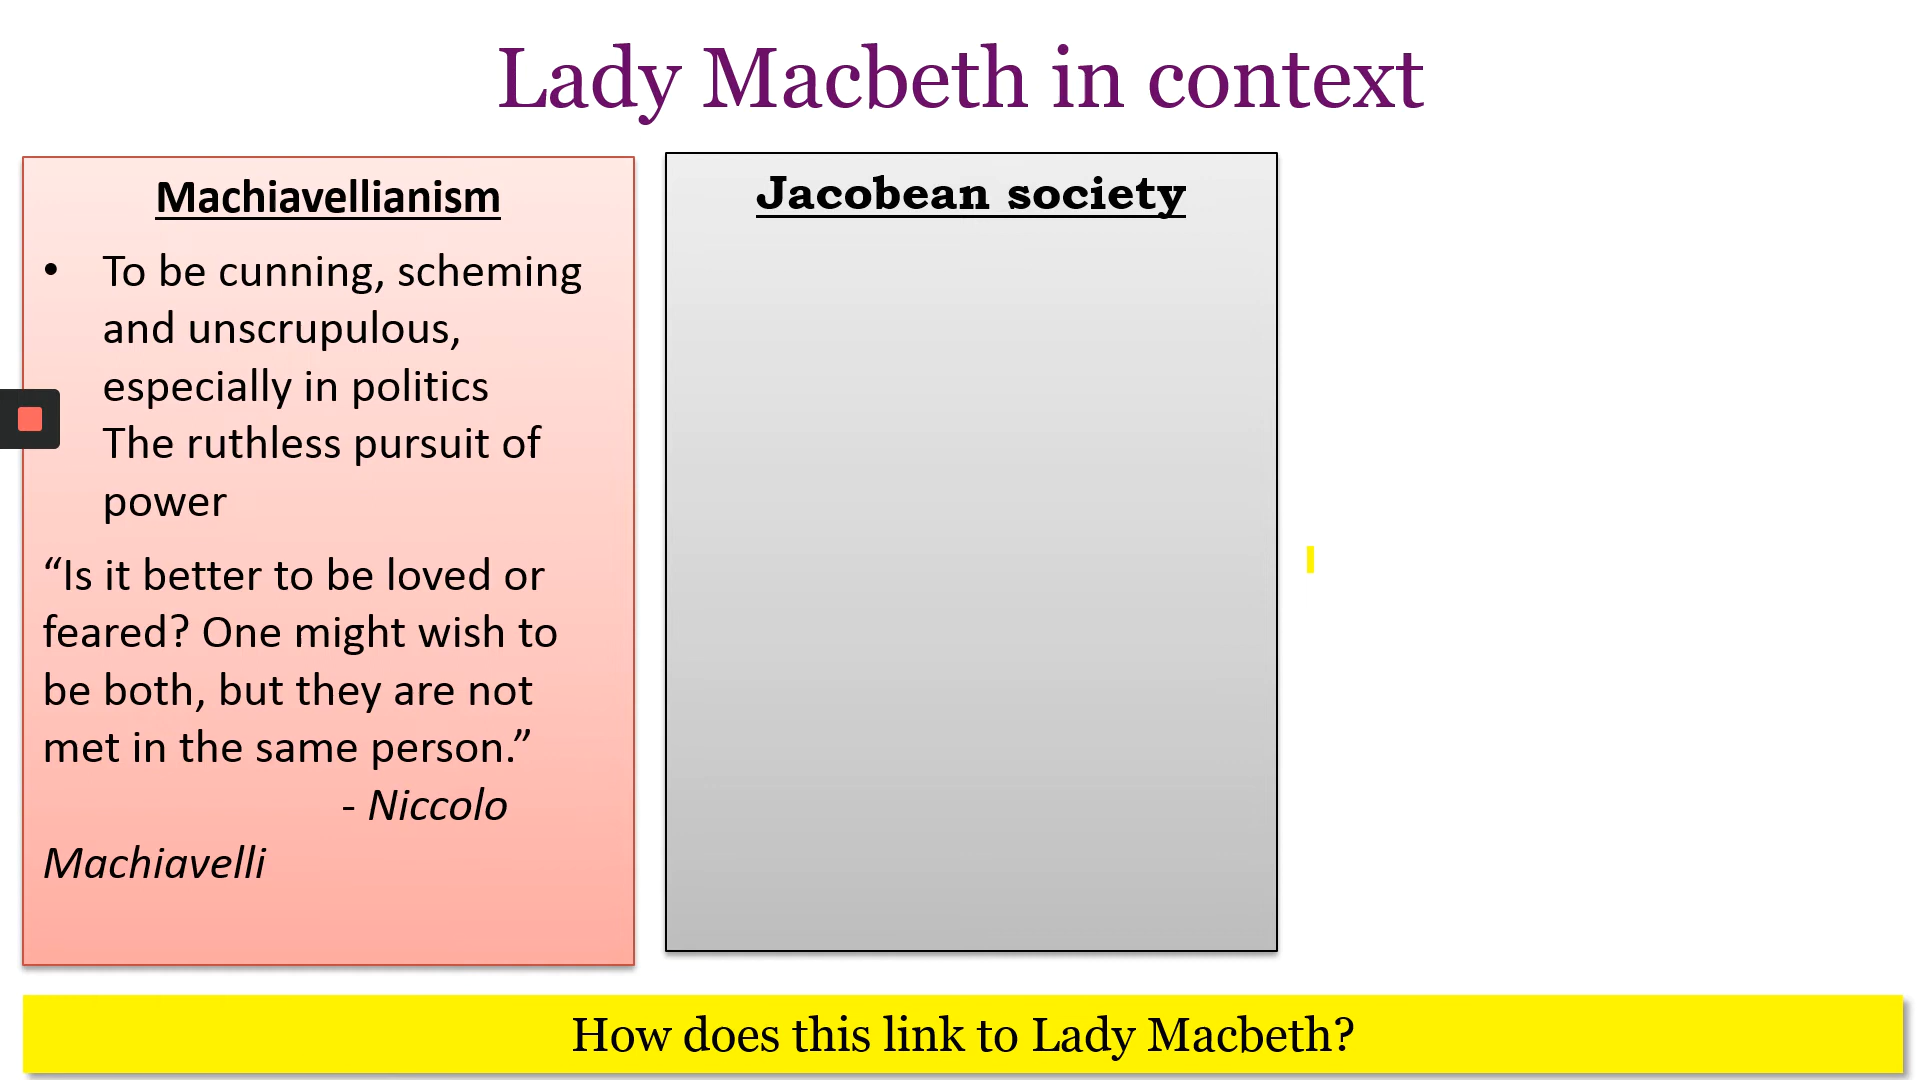 Lady Macbeth in context
Machiavellianism
• To be cunning, scheming
and unscrupulous,
especially in politics
The ruthless pursuit of
power
“Is it better to be loved or
feared? One might wish to
be both, but they are not
met in the same person.”
- Niccolo
Machiavelli
Jacobean society
How does this link to Lady Macbeth?